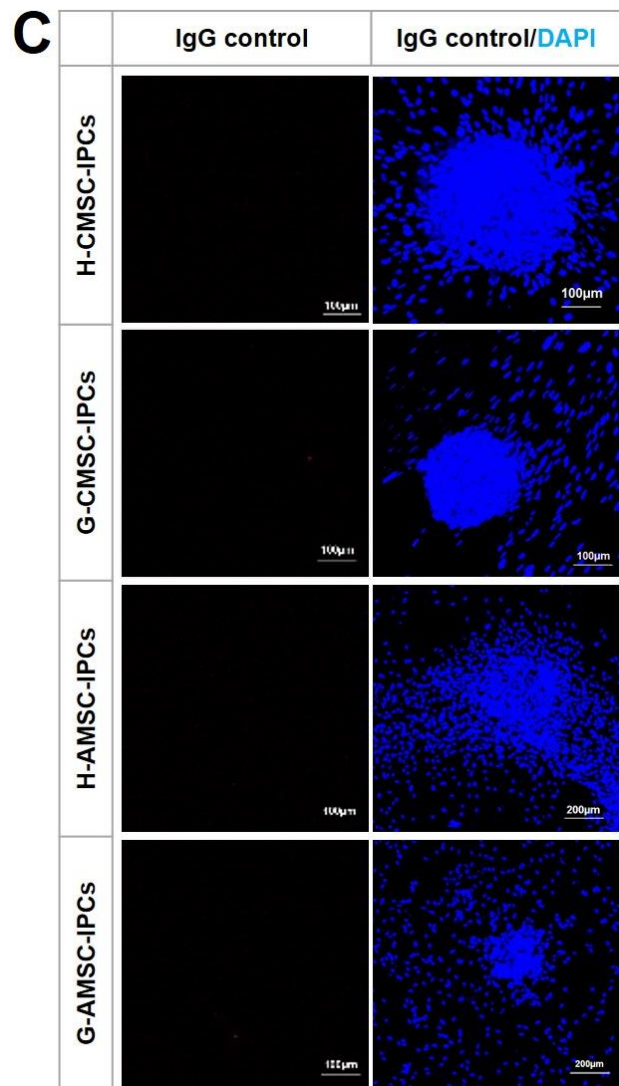 C
IgG control
IgG control/DAPI
H-CMSC-IPCs
100µm
100µm
G-CMSC-IPCs
100µm
100µm
H-AMSC-IPCs
100µm
200µm
G-AMSC-IPCs
200µm